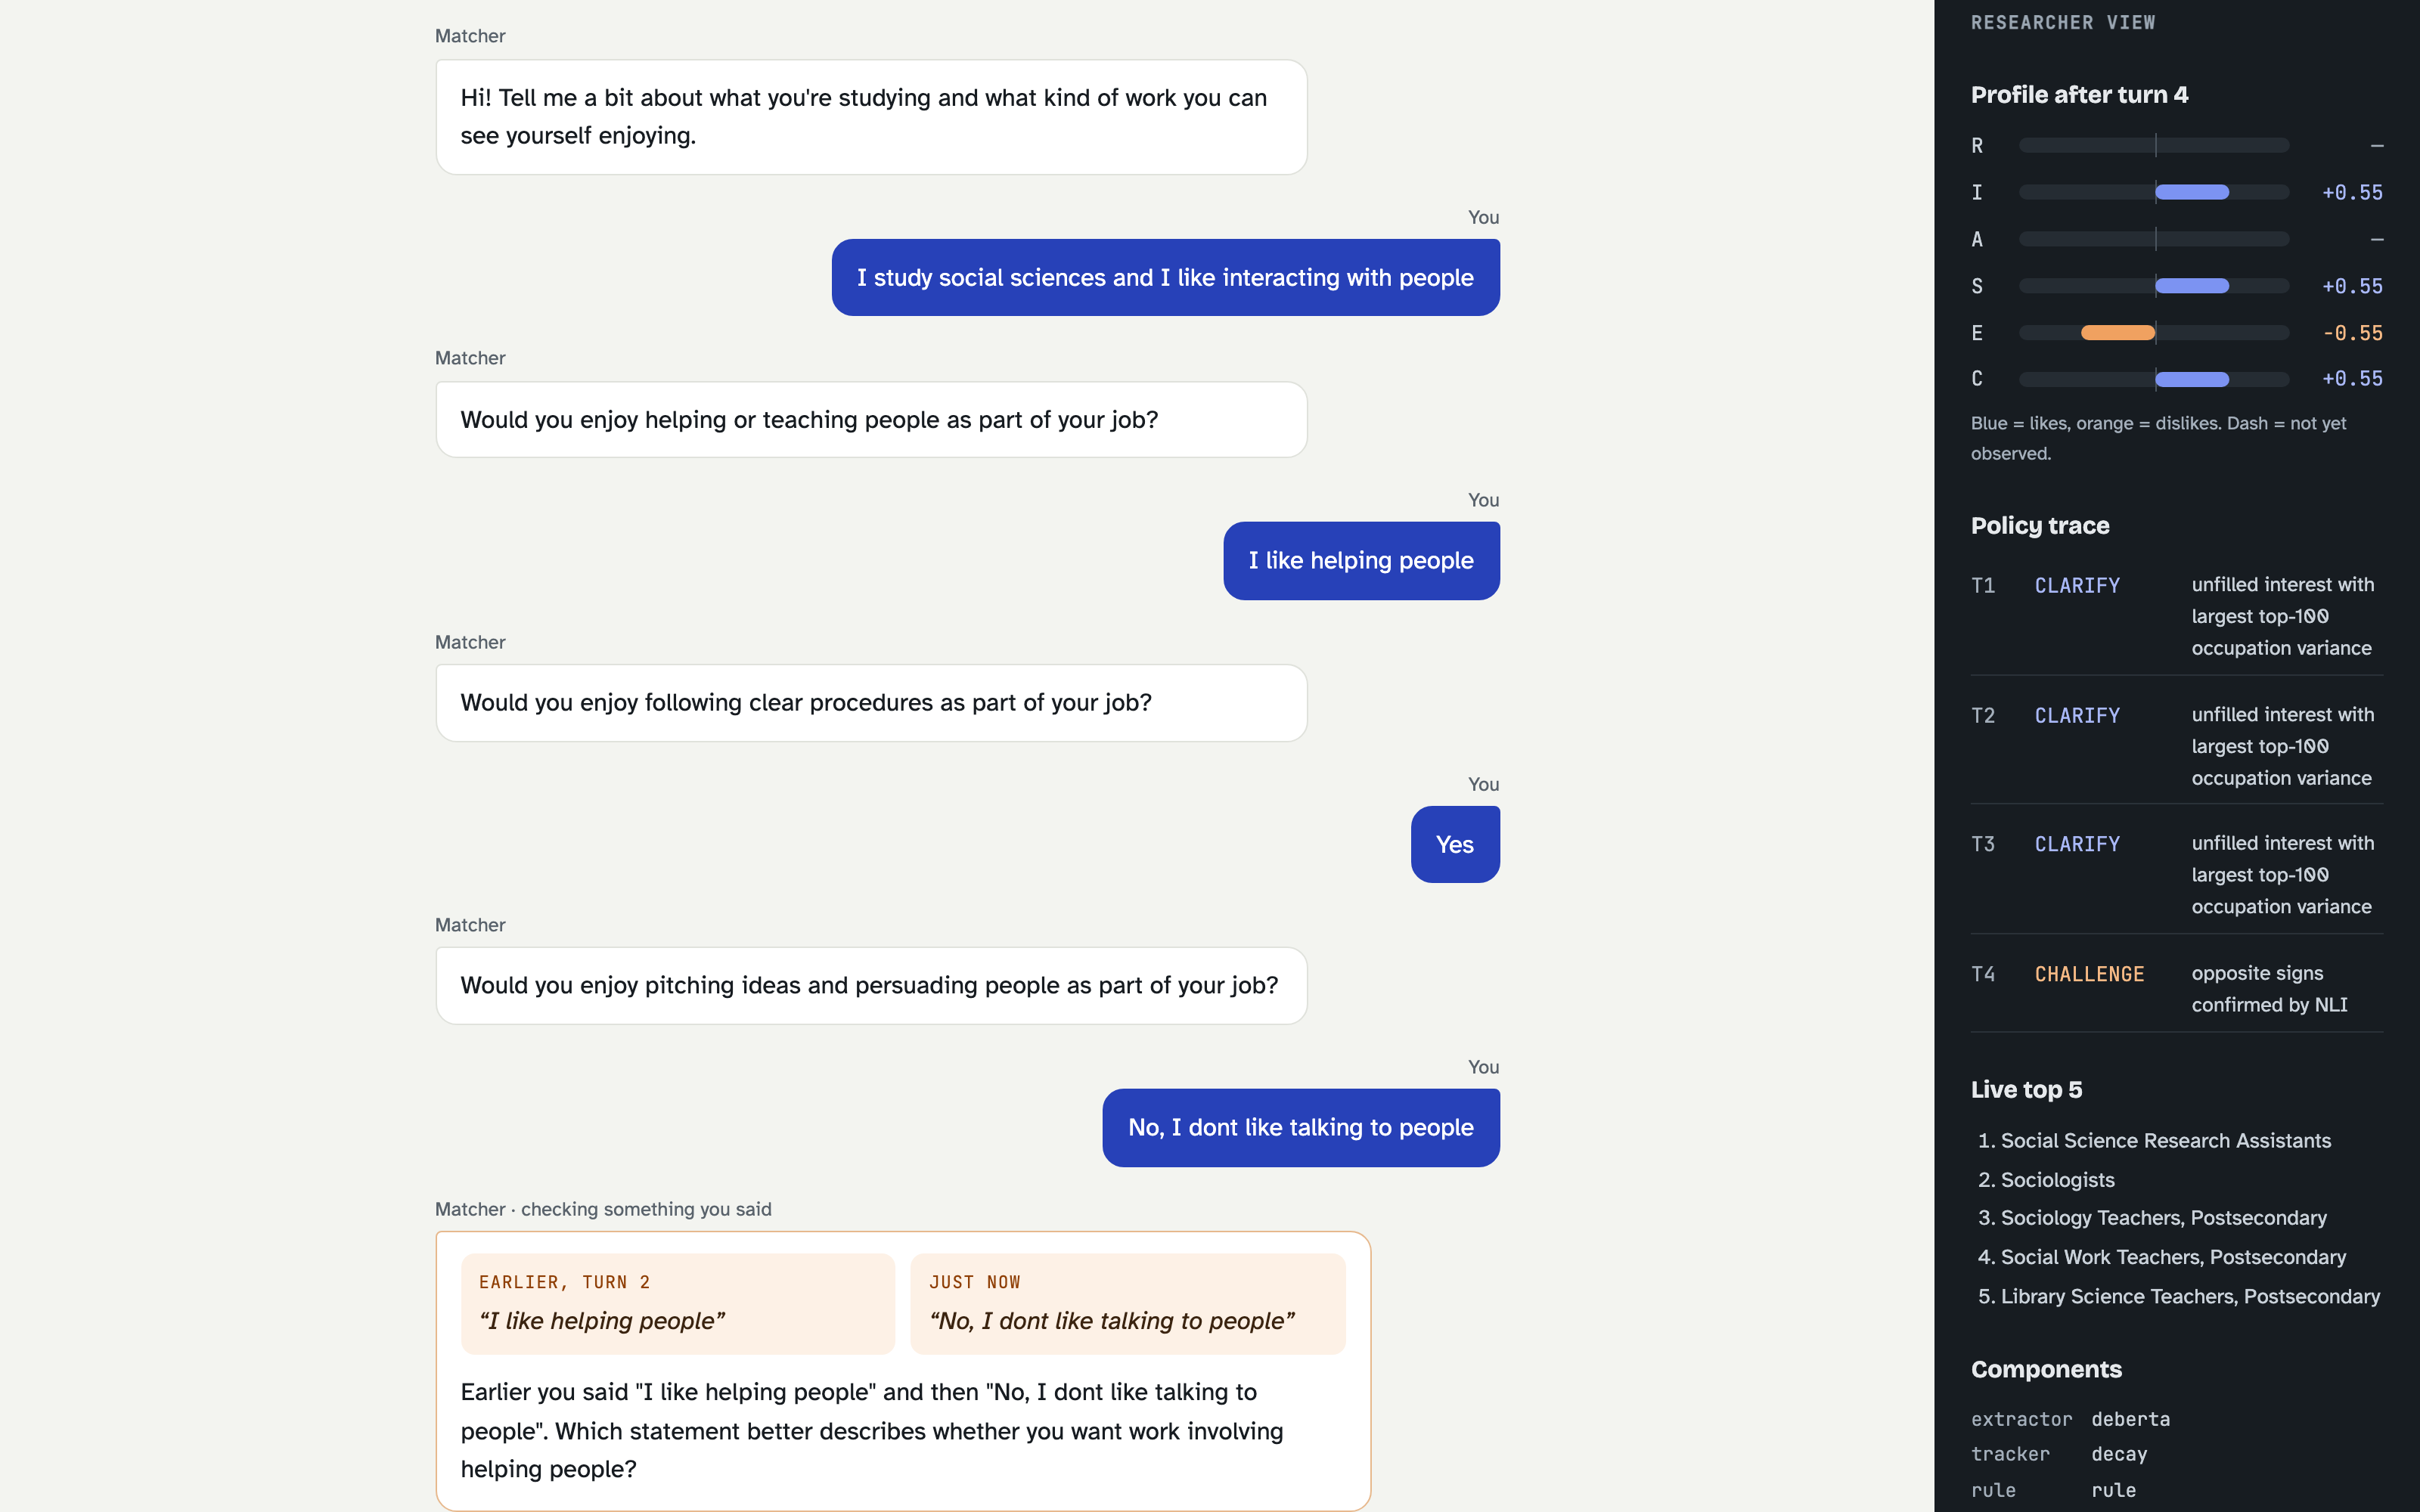 Matcher
Hi! Tell me a bit about what you're studying and what kind of work you can
see yourself enjoying.
You
I study social sciences and I like interacting with people
Matcher
Would you enjoy helping or teaching people as part of your job?
You
I like helping people
Matcher
Would you enjoy following clear procedures as part of your job?
You
Yes
Matcher
Would you enjoy pitching ideas and persuading people as part of your job?
You
No, I dont like talking to people
Matcher · checking something you said
EARLIER, TURN 2
“I like helping people”
JUST NOW
“No, I dont like talking to people”
Earlier you said "I like helping people" and then "No, I dont like talking to
people". Which statement better describes whether you want work involving
helping people?
RESEARCHER VIEW
Profile after turn 4
R –
I +0.55
A –
S +0.55
E -0.55
C +0.55
Blue = likes, orange = dislikes. Dash = not yet
observed.
Policy trace
T1 CLARIFY unfilled interest with
largest top-100
occupation variance
T2 CLARIFY unfilled interest with
largest top-100
occupation variance
T3 CLARIFY unfilled interest with
largest top-100
occupation variance
T4 CHALLENGE opposite signs
confirmed by NLI
Live top 5
1. Social Science Research Assistants
2. Sociologists
3. Sociology Teachers, Postsecondary
4. Social Work Teachers, Postsecondary
5. Library Science Teachers, Postsecondary
Components
extractor deberta
tracker decay
rule rule